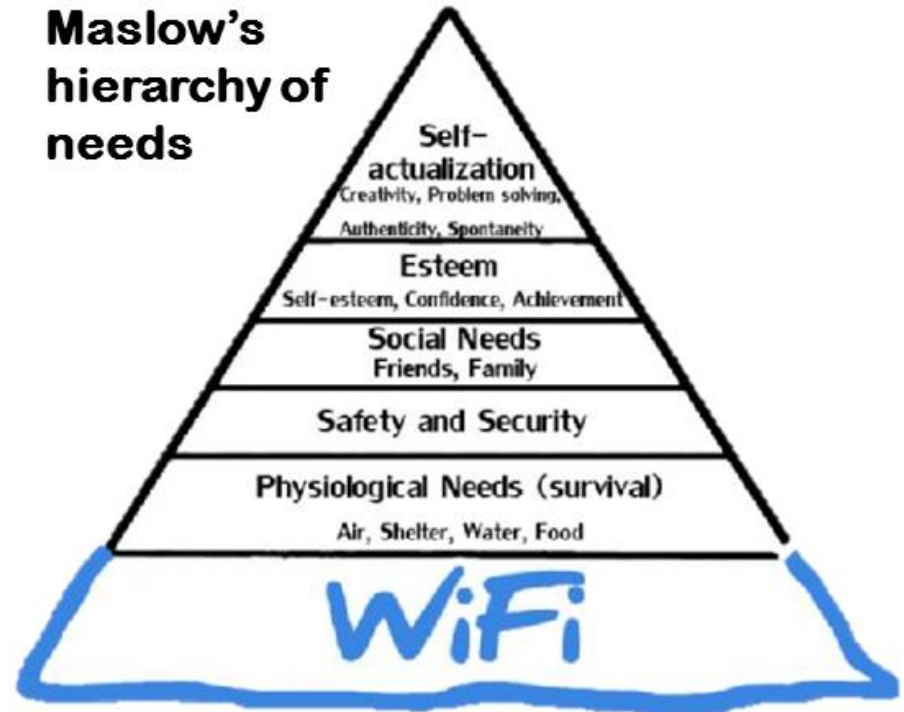 Maslow's
hierarchy of
needs
Self-
actualization
Creativity, Problem solving,
Authenticity, Spontaneity
Esteem
Self-esteem, Confidence, Achievement
Social Needs
Friends, Family
Safety and Security
Physiological Needs (survival)
Air, Shelter, Water, Food
WiFi